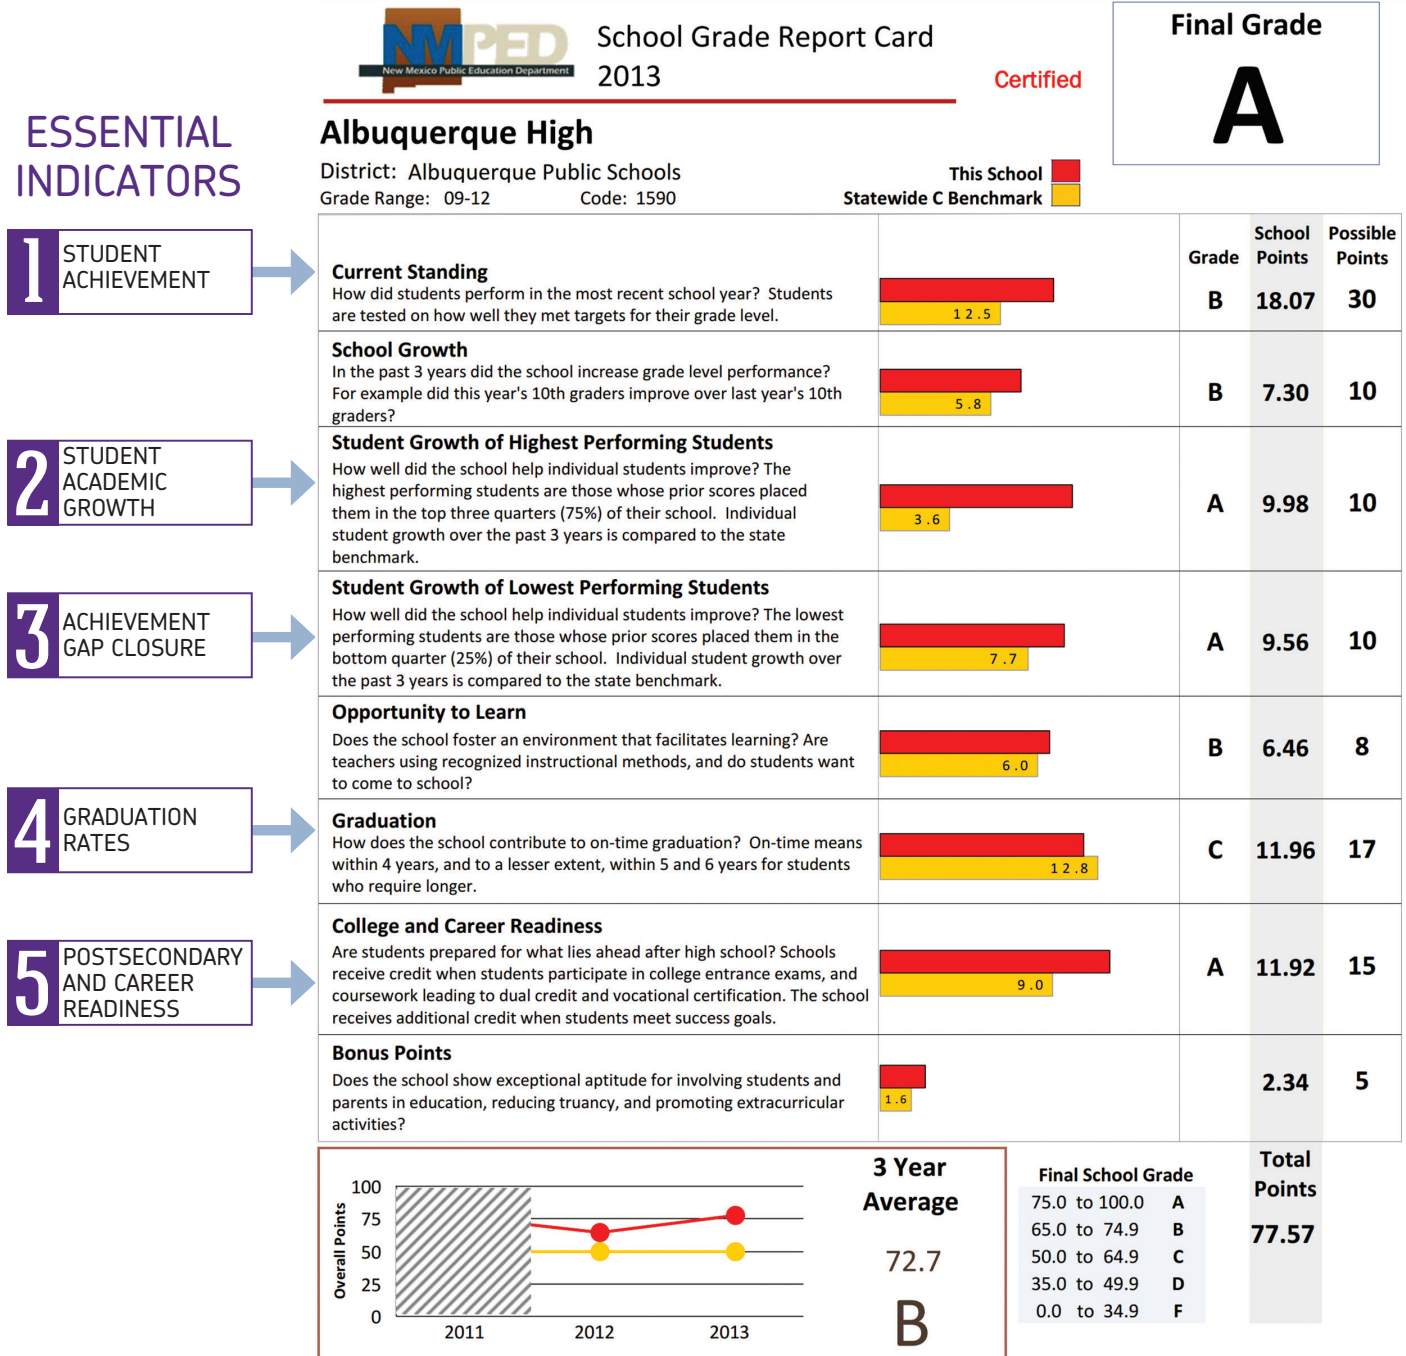 NMPED
New Mexico Public Education Department
School Grade Report Card
2013
Certified
Final Grade
A
ESSENTIAL
INDICATORS
Albuquerque High
District: Albuquerque Public Schools
Grade Range: 09-12 Code: 1590
This School
Statewide C Benchmark
Grade School Points Possible Points
1 STUDENT
ACHIEVEMENT
Current Standing
How did students perform in the most recent school year? Students
are tested on how well they met targets for their grade level.
12.5
B 18.07 30
School Growth
In the past 3 years did the school increase grade level performance?
For example did this year's 10th graders improve over last year's 10th
graders?
5.8
B 7.30 10
2 STUDENT
ACADEMIC
GROWTH
Student Growth of Highest Performing Students
How well did the school help individual students improve? The
highest performing students are those whose prior scores placed
them in the top three quarters (75%) of their school. Individual
student growth over the past 3 years is compared to the state
benchmark.
3.6
A 9.98 10
3 ACHIEVEMENT
GAP CLOSURE
Student Growth of Lowest Performing Students
How well did the school help individual students improve? The lowest
performing students are those whose prior scores placed them in the
bottom quarter (25%) of their school. Individual student growth over
the past 3 years is compared to the state benchmark.
7.7
A 9.56 10
Opportunity to Learn
Does the school foster an environment that facilitates learning? Are
teachers using recognized instructional methods, and do students want
to come to school?
6.0
B 6.46 8
4 GRADUATION
RATES
Graduation
How does the school contribute to on-time graduation? On-time means
within 4 years, and to a lesser extent, within 5 and 6 years for students
who require longer.
12.8
C 11.96 17
5 POSTSECONDARY
AND CAREER
READINESS
College and Career Readiness
Are students prepared for what lies ahead after high school? Schools
receive credit when students participate in college entrance exams, and
coursework leading to dual credit and vocational certification. The school
receives additional credit when students meet success goals.
9.0
A 11.92 15
Bonus Points
Does the school show exceptional aptitude for involving students and
parents in education, reducing truancy, and promoting extracurricular
activities?
1.6
2.34 5
Overall Points
100
75
50
25
0
2011 2012 2013
3 Year
Average
72.7
B
Final School Grade
75.0 to 100.0 A
65.0 to 74.9 B
50.0 to 64.9 C
35.0 to 49.9 D
0.0 to 34.9 F
Total
Points
77.57